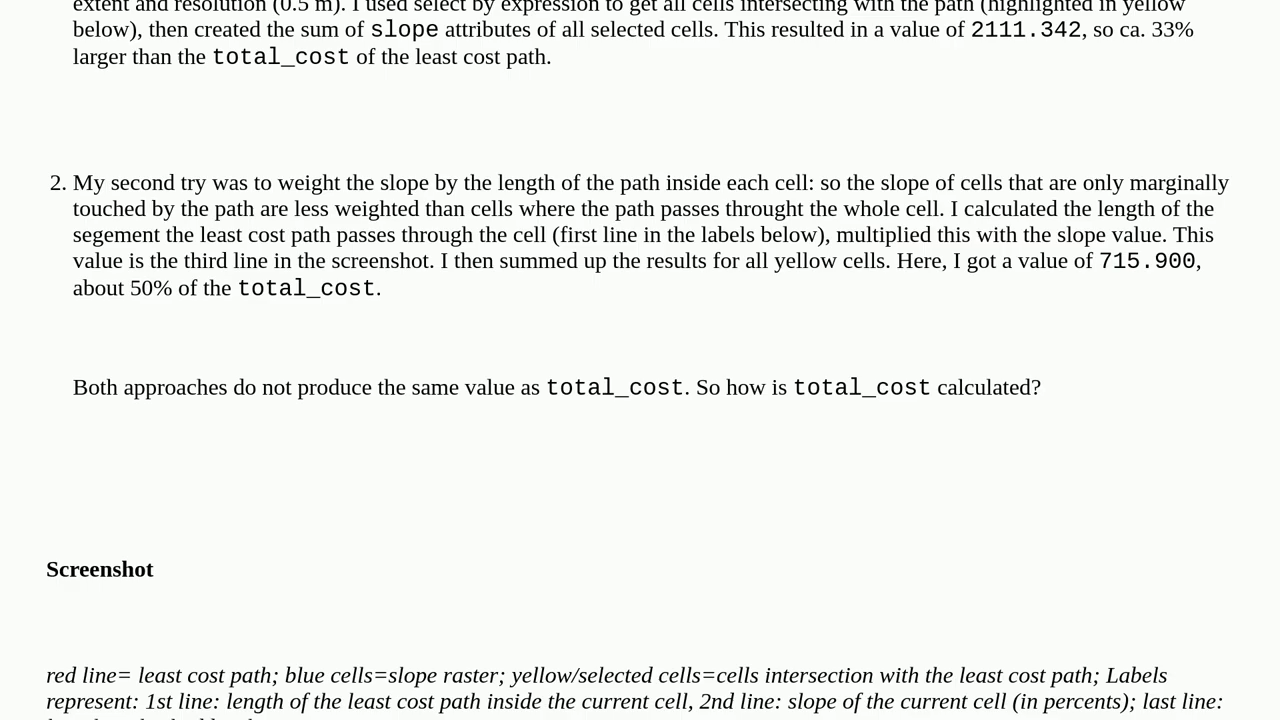 extent and resolution (0.5 m). I used select by expression to get all cells intersecting with the path (highlighted in yellow
below), then created the sum of slope attributes of all selected cells. This resulted in a value of 2111.342, so ca. 33%
larger than the total_cost of the least cost path.
2. My second try was to weight the slope by the length of the path inside each cell: so the slope of cells that are only marginally
touched by the path are less weighted than cells where the path passes throught the whole cell. I calculated the length of the
segement the least cost path passes through the cell (first line in the labels below), multiplied this with the slope value. This
value is the third line in the screenshot. I then summed up the results for all yellow cells. Here, I got a value of 715.900,
about 50% of the total_cost.
Both approaches do not produce the same value as total_cost. So how is total_cost calculated?
Screenshot
red line= least cost path; blue cells=slope raster; yellow/selected cells=cells intersection with the least cost path; Labels
represent: 1st line: length of the least cost path inside the current cell, 2nd line: slope of the current cell (in percents); last line: